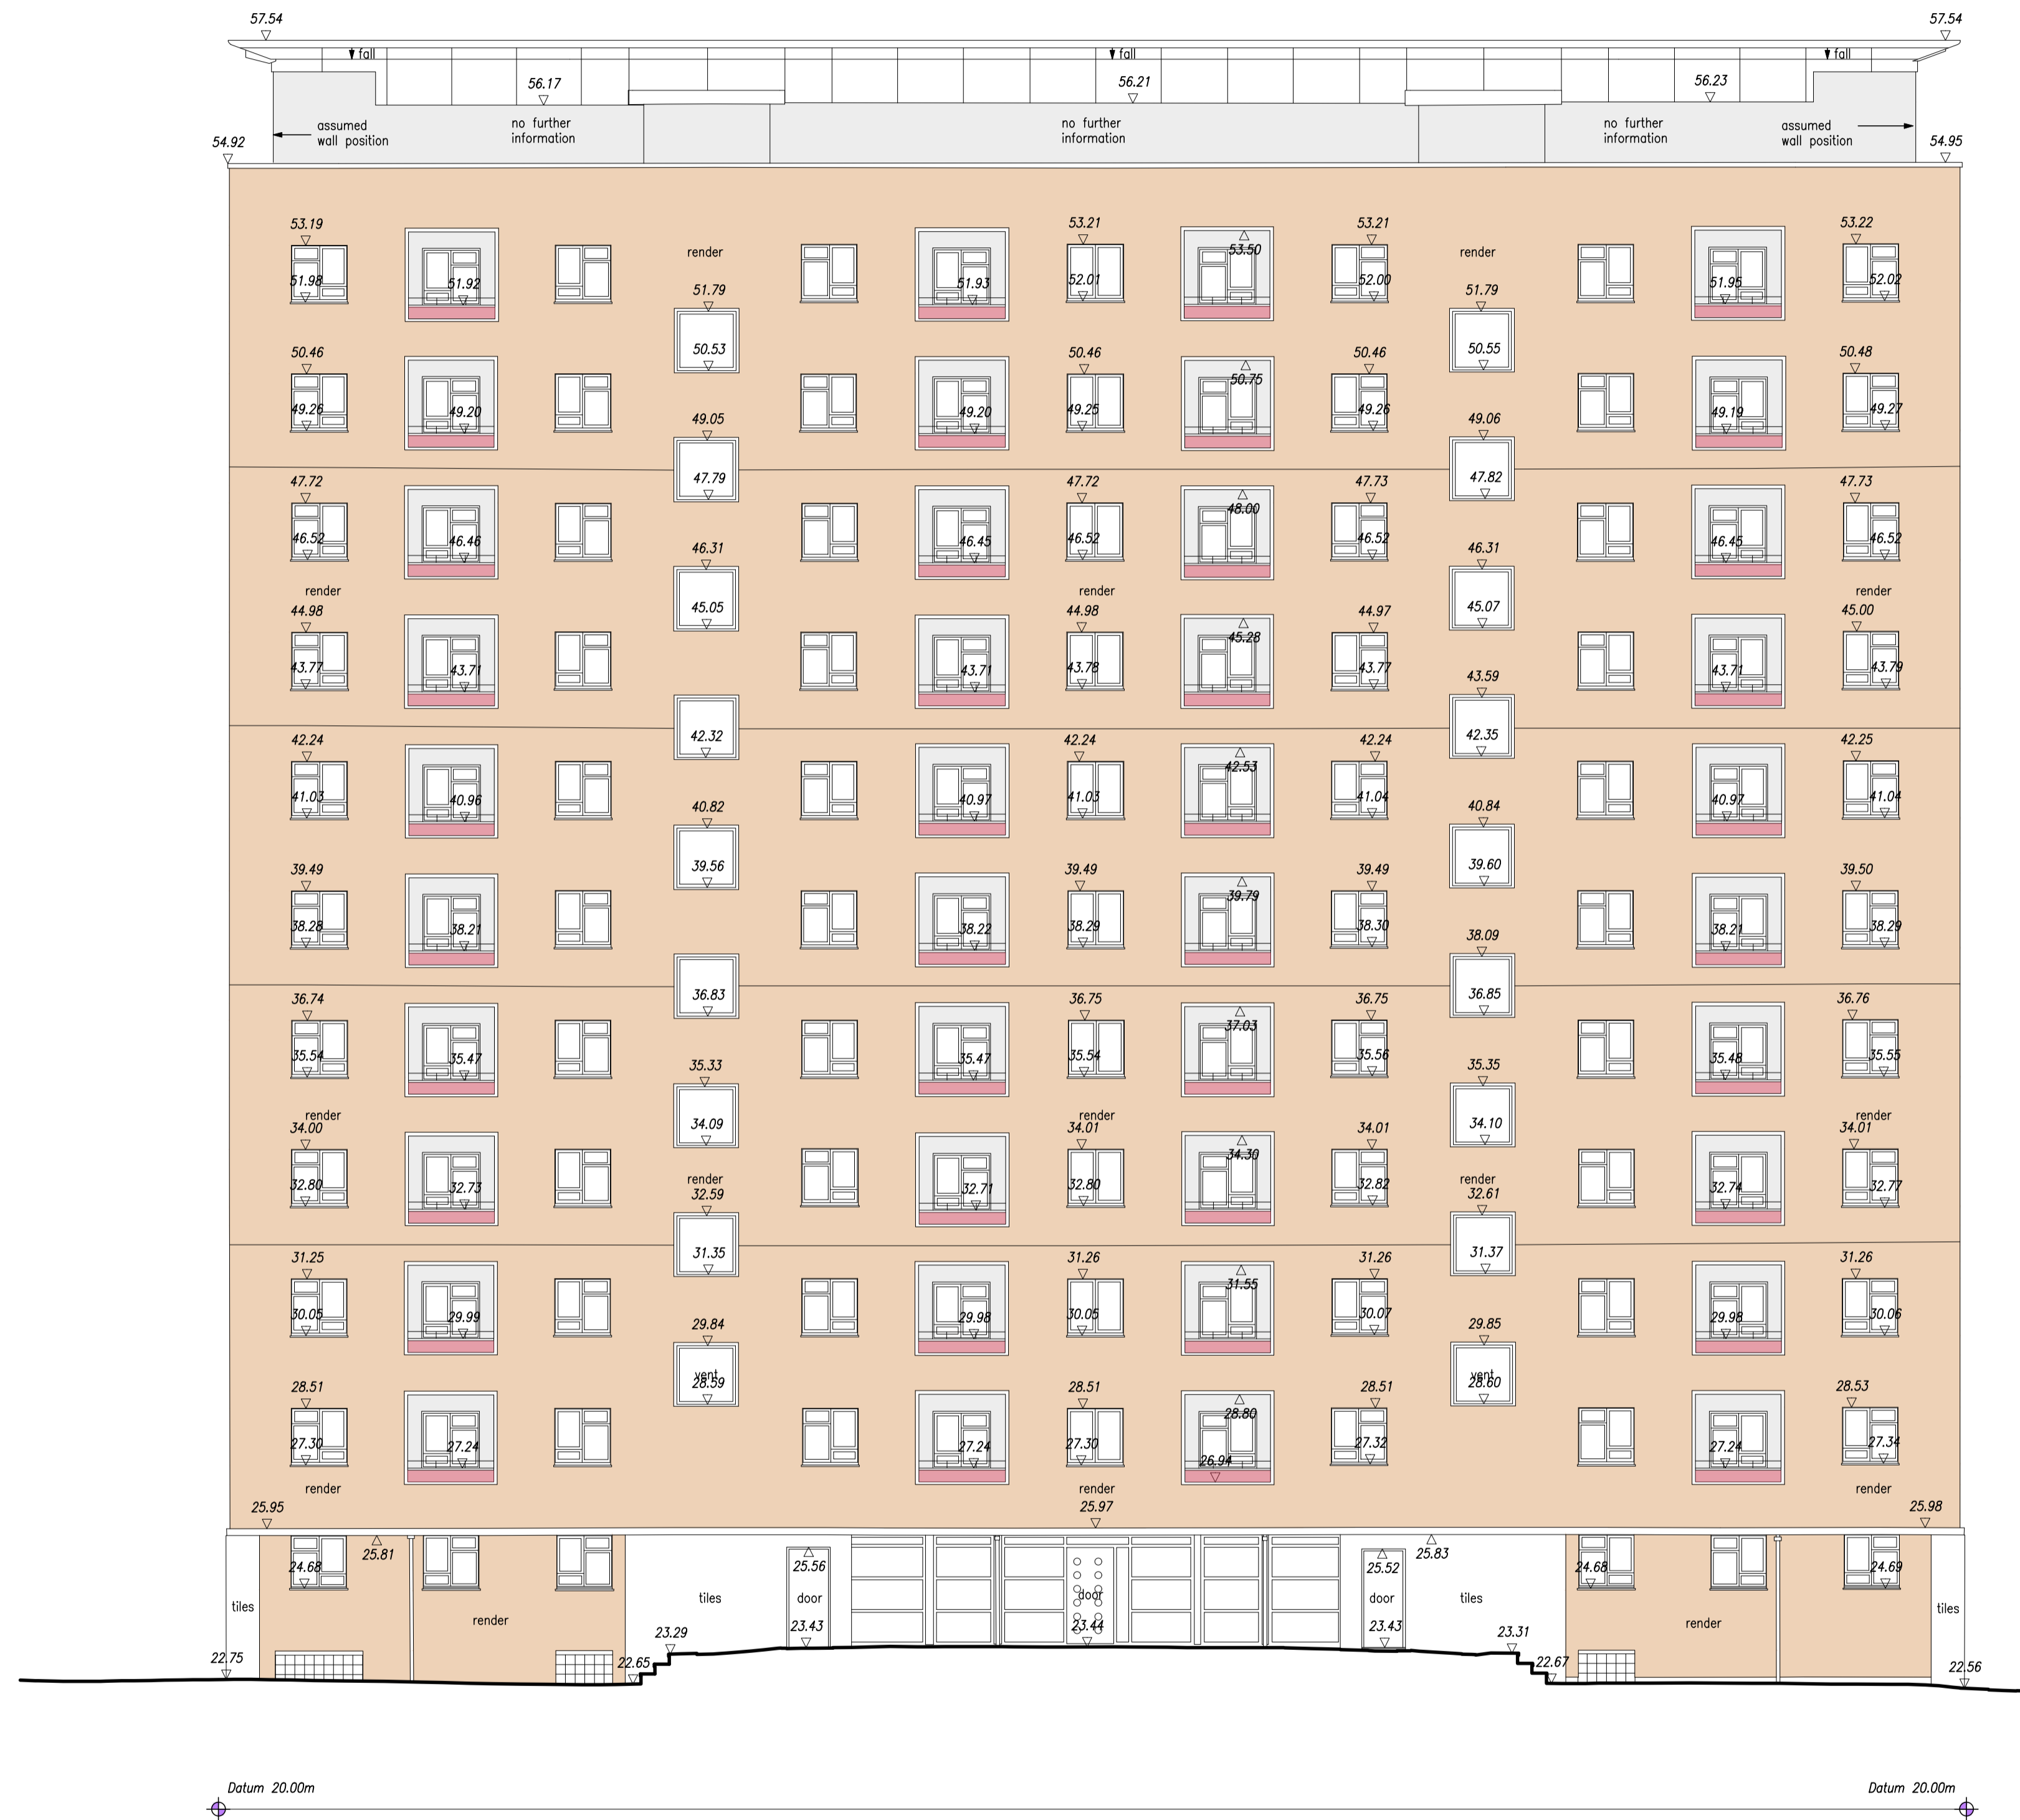 57.54 57.54
fall fall fall
56.17 56.21 56.23
assumed
wall position
no further
information
no further
information
no further
information
assumed
wall position
54.92 54.95
53.19 53.21 53.21 53.22
render 53.50 render
51.98 51.92 51.93 52.01 52.00 51.95 52.02
51.79 51.79
50.53 50.55
50.46 50.46 50.46 50.48
50.75
49.26 49.20 49.20 49.25 49.26 49.19 49.27
49.05 49.06
47.79 47.82
47.72 47.72 47.73 47.73
48.00
46.52 46.46 46.45 46.52 46.52 46.45 46.52
46.31 46.31
render render render
45.05 45.07
44.98 44.98 44.97 45.00
45.28
43.77 43.71 43.71 43.78 43.77 43.71 43.79
43.59
42.32 42.35
42.24 42.24 42.24 42.25
42.53
41.03 40.96 40.97 41.03 41.04 40.97 41.04
40.82 40.84
39.56 39.60
39.49 39.49 39.49 39.50
39.79
38.28 38.21 38.22 38.29 38.30 38.21 38.29
38.09
36.83 36.85
36.74 36.75 36.75 36.76
37.03
35.54 35.47 35.47 35.54 35.56 35.48 35.55
35.33 35.35
render render render
34.09 34.10
34.00 34.01 34.01 34.01
34.30
32.80 32.73 32.71 32.80 32.82 32.74 32.77
render render
32.59 32.61
31.35 31.37
31.25 31.26 31.26 31.26
31.55
30.05 29.99 29.98 30.05 30.07 29.98 30.06
29.84 29.85
vent vent
28.59 28.60
28.51 28.51 28.51 28.53
28.80
27.30 27.24 27.24 27.30 27.32 27.24 27.34
26.94
render render render
25.95 25.97 25.98
25.81 25.83
24.68 25.56 25.52 24.68 24.69
tiles tiles door door door tiles tiles
render render
23.29 23.43 23.44 23.43 23.31
22.75 22.65 22.67 22.56
Datum 20.00m Datum 20.00m